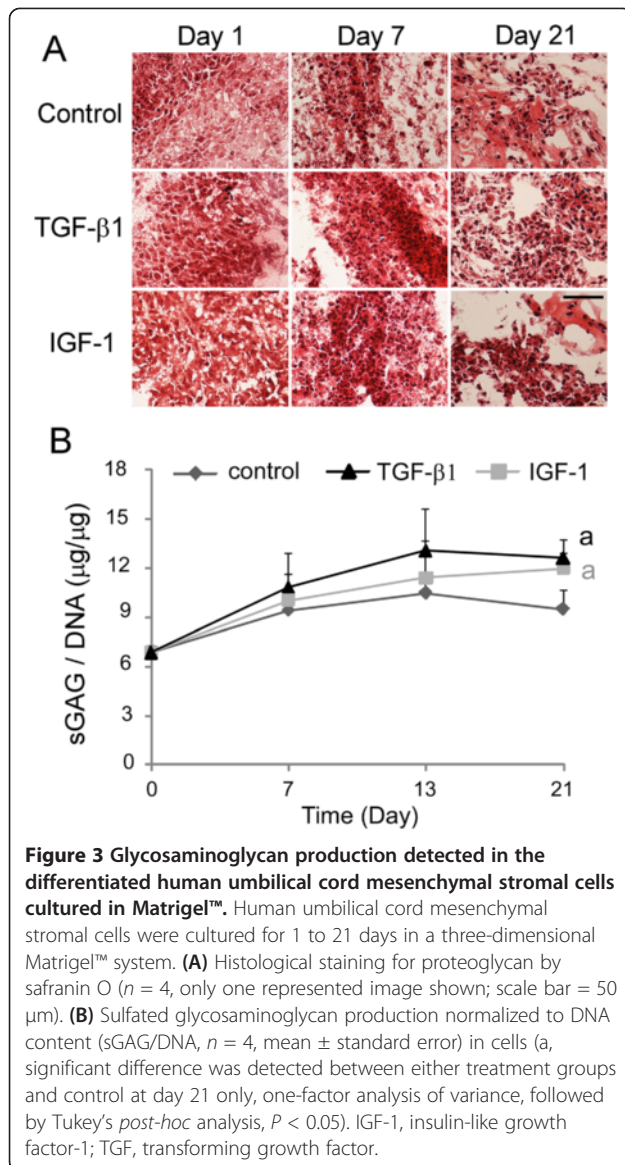 A
Day 1 Day 7 Day 21
Control
TGF-β1
IGF-1
B
control TGF-β1 IGF-1
sGAG / DNA (μg/μg)
18
15
12
9
6
3
0
a
a
0 7 13 21
Time (Day)
Figure 3 Glycosaminoglycan production detected in the
differentiated human umbilical cord mesenchymal stromal cells
cultured in Matrigel™. Human umbilical cord mesenchymal
stromal cells were cultured for 1 to 21 days in a three-dimensional
Matrigel™ system. (A) Histological staining for proteoglycan by
safranin O (n = 4, only one represented image shown; scale bar = 50
μm). (B) Sulfated glycosaminoglycan production normalized to DNA
content (sGAG/DNA, n = 4, mean ± standard error) in cells (a,
significant difference was detected between either treatment groups
and control at day 21 only, one-factor analysis of variance, followed
by Tukey's post-hoc analysis, P < 0.05). IGF-1, insulin-like growth
factor-1; TGF, transforming growth factor.